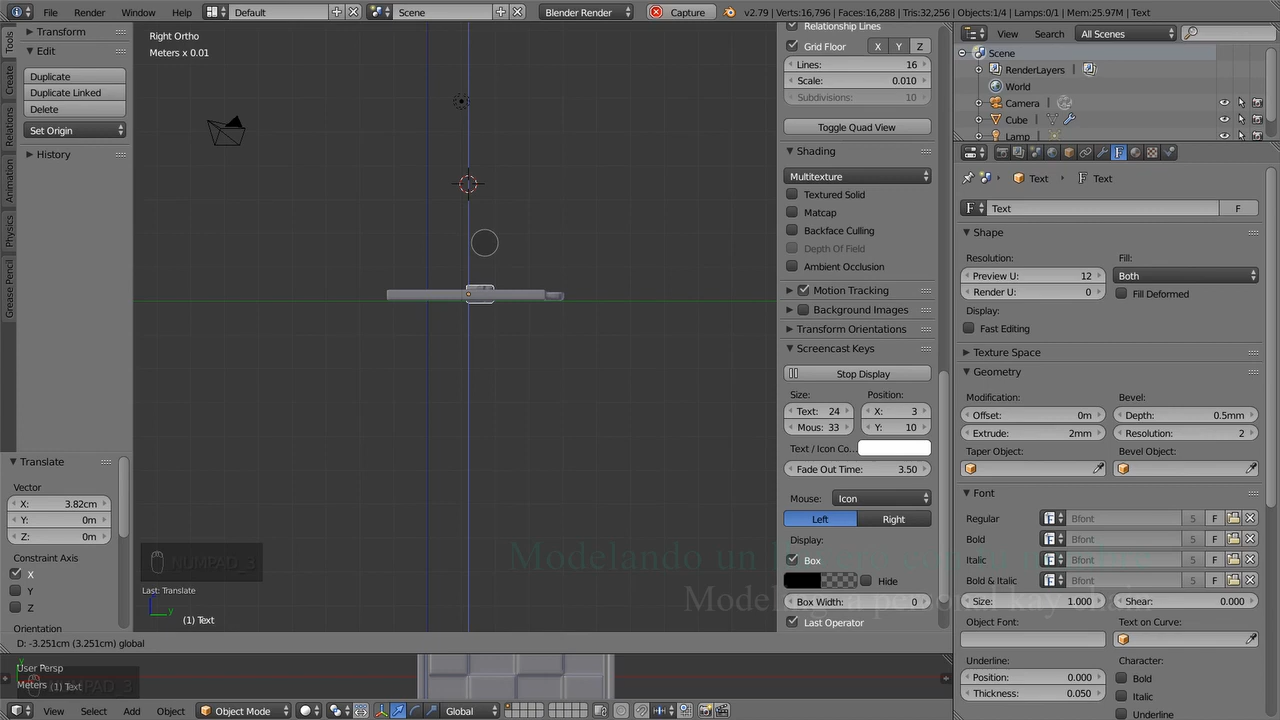 File Render Window Help Default Scene Blender Render Capture v2.79 | Verts:16,796 | Faces:16,288 | Tris:32,256 | Objects:1/4 | Lamps:0/1 | Mem:25.97M | Text
Tools
Create
Relations
Animation
Physics
Grease Pencil
Transform
Edit
Duplicate
Duplicate Linked
Delete
Set Origin
History
Translate
Vector
X: 3.82cm
Y: 0m
Z: 0m
Constraint Axis
X
Y
Z
Orientation
Right Ortho
Meters x 0.01
NUMPAD_3
Last: Translate
y
(1) Text
D: -3.251cm (3.251cm) global
User Persp
Meters
(1) Text
NUMPAD_3
View Select Add Object Object Mode Global
Modelando un
Modeling a personal kay chain
Relationship Lines
Grid Floor X Y Z
Lines: 16
Scale: 0.010
Subdivisions: 10
Toggle Quad View
Shading
Multitexture
Textured Solid
Matcap
Backface Culling
Depth Of Field
Ambient Occlusion
Motion Tracking
Background Images
Transform Orientations
Screencast Keys
Stop Display
Size: Position:
Text: 24 X: 3
Mous: 33 Y: 10
Text / Icon Co...
Fade Out Time: 3.50
Mouse: Icon
Left Right
Display:
Box
Hide
Box Width: 0
Last Operator
View Search All Scenes
Scene
RenderLayers
World
Camera
Cube
Lamp
Text Text
F Text F
Shape
Resolution: Fill:
Preview U: 12 Both
Render U: 0 Fill Deformed
Display:
Fast Editing
Texture Space
Geometry
Modification: Bevel:
Offset: 0m Depth: 0.5mm
Extrude: 2mm Resolution: 2
Taper Object: Bevel Object:
Font
Regular Bfont 5 F
Bold Bfont 5 F
Italic Bfont 5 F
Bold & Italic Bfont 5 F
Size: 1.000 Shear: 0.000
Object Font: Text on Curve:
Underline: Character:
Position: 0.000 Bold
Thickness: 0.050 Italic
Underline